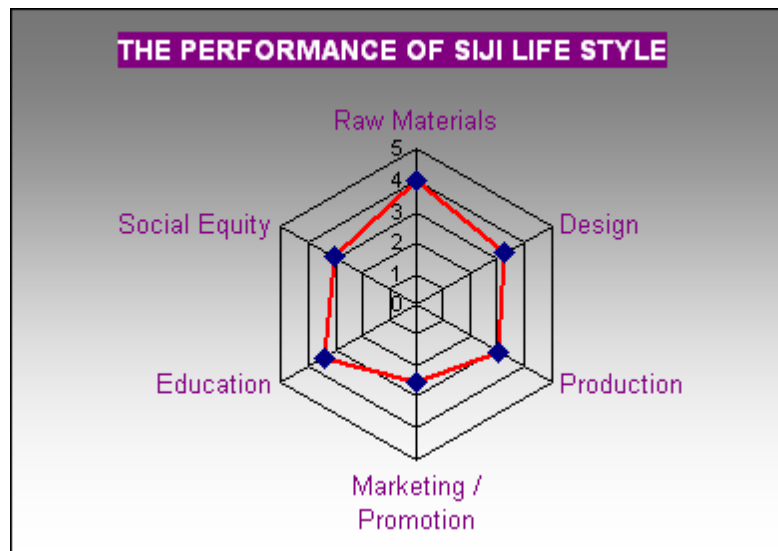 THE PERFORMANCE OF SIJI LIFE STYLE
Raw Materials
5
4
3
2
1
0
Social Equity
Design
Education
Production
Marketing /
Promotion